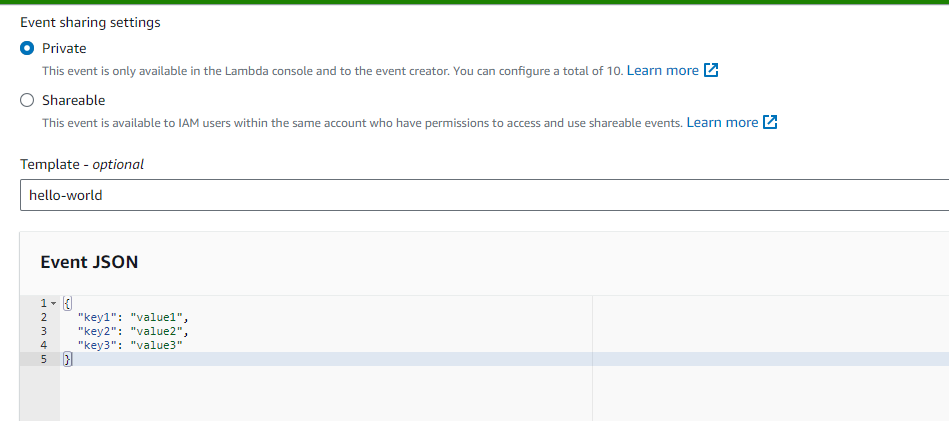 Event sharing settings
Private
This event is only available in the Lambda console and to the event creator. You can configure a total of 10. Learn more
Shareable
This event is available to IAM users within the same account who have permissions to access and use shareable events. Learn more
Template - optional
hello-world
Event JSON
1 {
2 "key1": "value1",
3 "key2": "value2",
4 "key3": "value3"
5 }